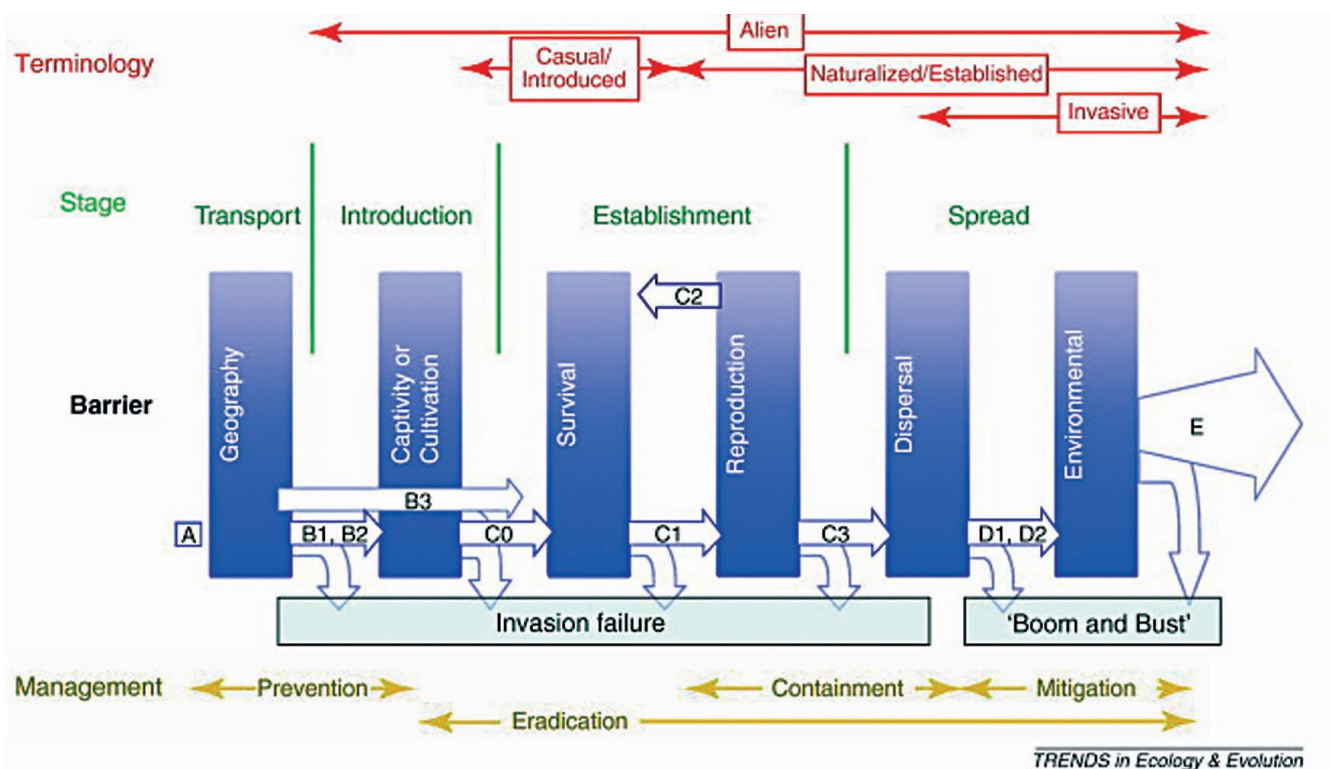 Alien
Terminology
Casual/
Introduced
Naturalized/Established
Invasive
Stage
Transport
Introduction
Establishment
Spread
C2
Barrier
Geography
Captivity or
Cultivation
Survival
Reproduction
Dispersal
Environmental
E
B3
A
B1, B2
C0
C1
C3
D1, D2
Invasion failure
'Boom and Bust'
Management
Prevention
Containment
Mitigation
Eradication
TRENDS in Ecology & Evolution